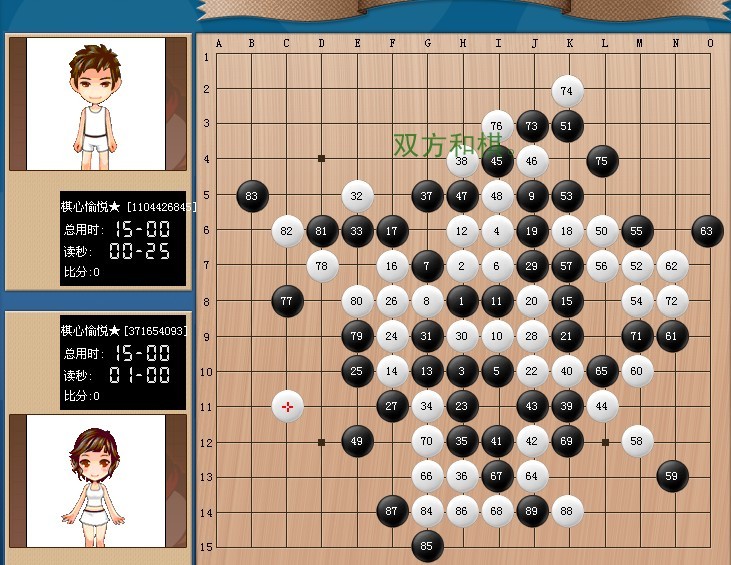 棋心愉悦★ [1104426845]
总用时: 15-00
读秒: 00-25
比分:0
棋心愉悦★[371654093]
总用时: 15-00
读秒: 01-00
比分:0
A B C D E F G H I J K L M N O
1
2 74
3 76 73 51
双方和棋。
4 38 45 46 75
5 83 32 37 47 48 9 53
6 82 81 33 17 12 4 19 18 50 55 63
7 78 16 7 2 6 29 57 56 52 62
8 77 80 26 8 1 11 20 15 54 72
9 79 24 31 30 10 28 21 71 61
10 25 14 13 3 5 22 40 65 60
11 27 34 23 43 39 44
12 49 70 35 41 42 69 58
13 66 36 67 64 59
14 87 84 86 68 89 88
15 85